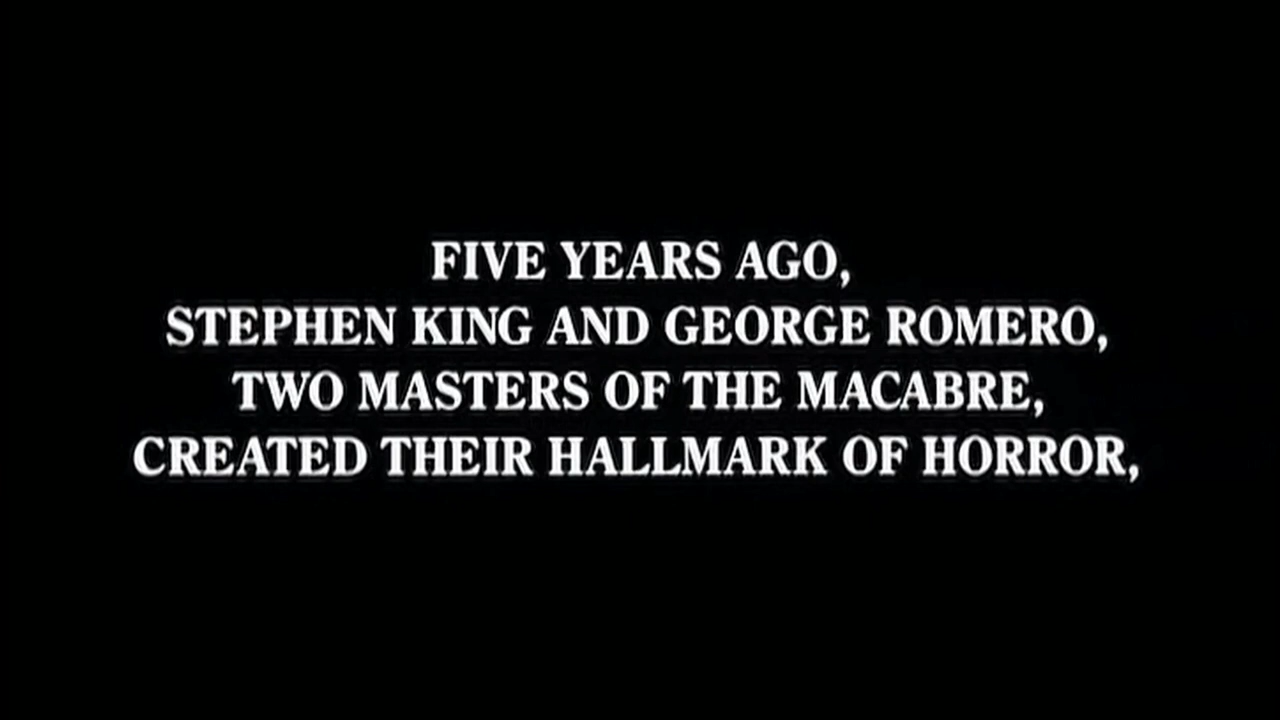 FIVE YEARS AGO,
STEPHEN KING AND GEORGE ROMERO,
TWO MASTERS OF THE MACABRE,
CREATED THEIR HALLMARK OF HORROR,